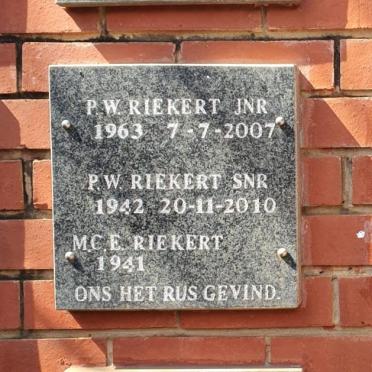 P.W. RIEKERT JNR
1963 7-7-2007
P.W. RIEKERT SNR
1942 20-11-2010
M.C.E. RIEKERT
1941
ONS HET RUS GEVIND.